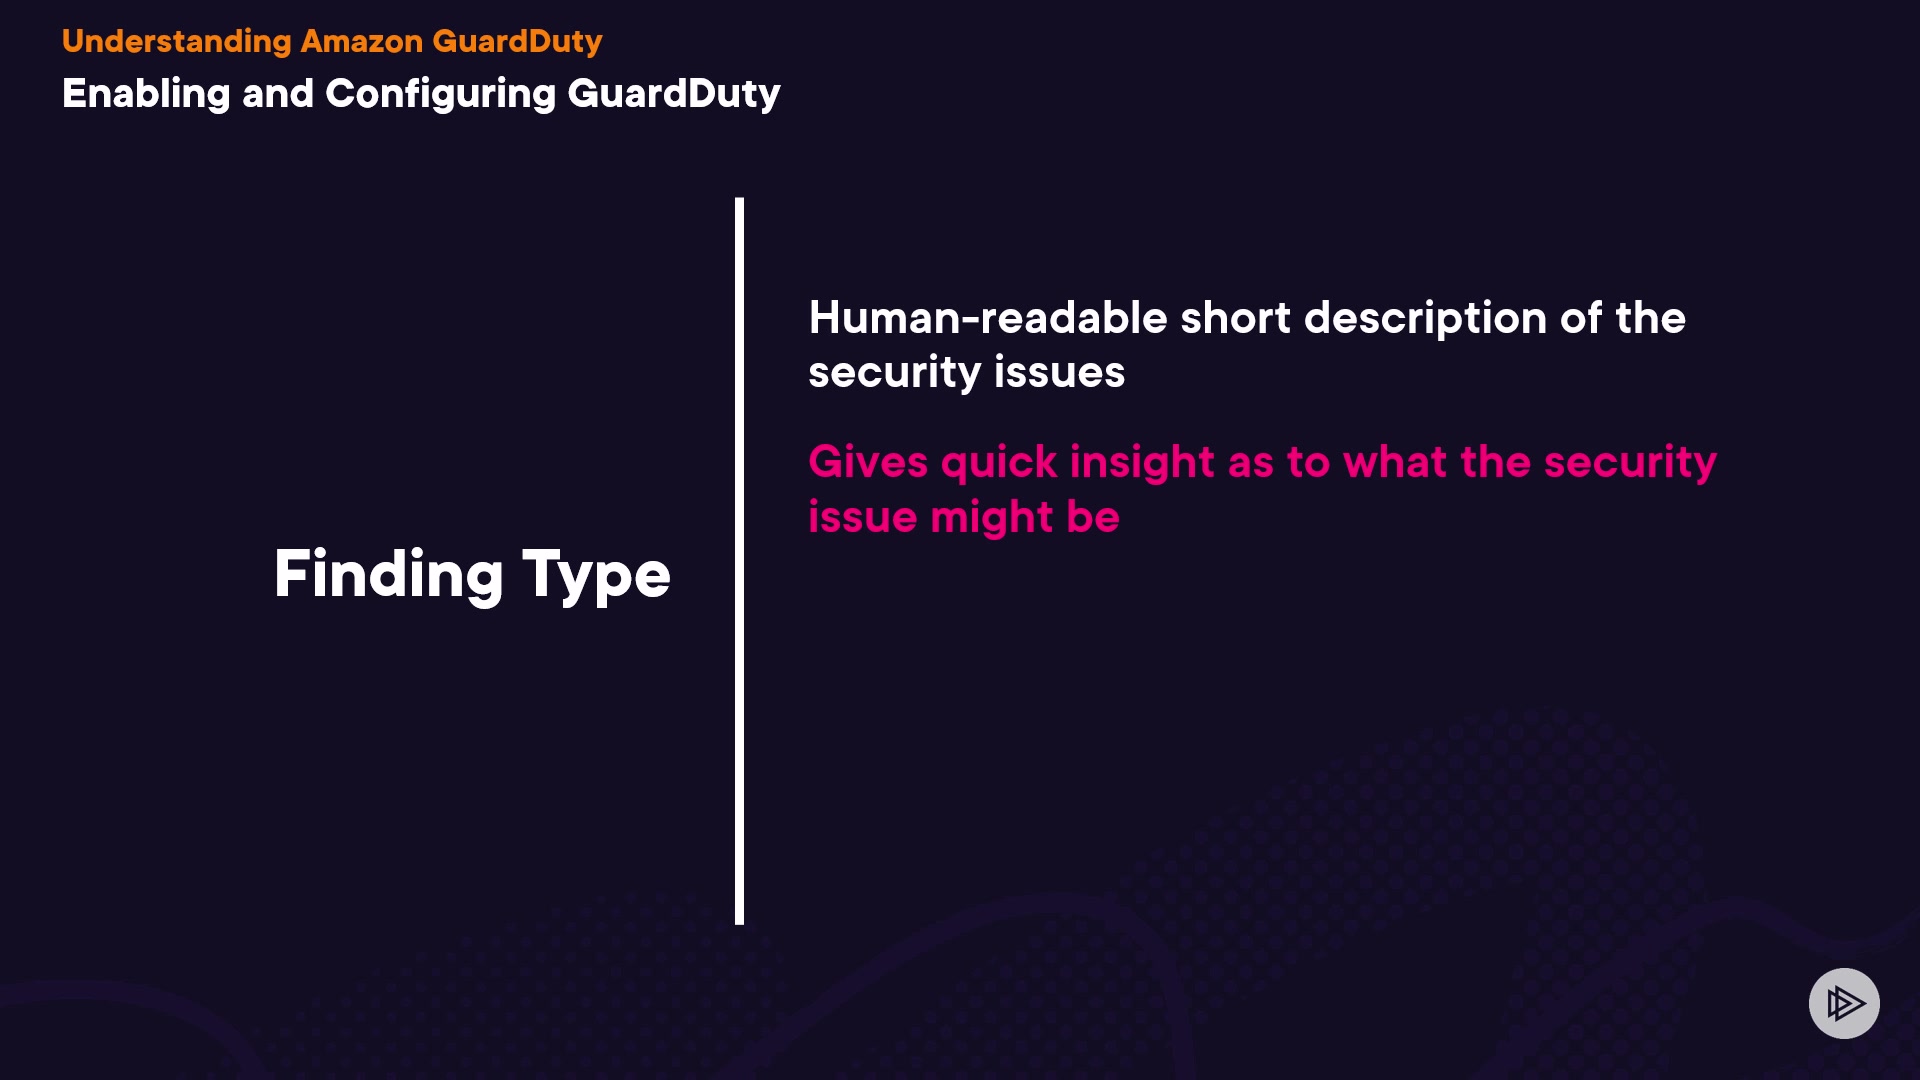 Understanding Amazon GuardDuty
Enabling and Configuring GuardDuty
Finding Type
Human-readable short description of the
security issues
Gives quick insight as to what the security
issue might be